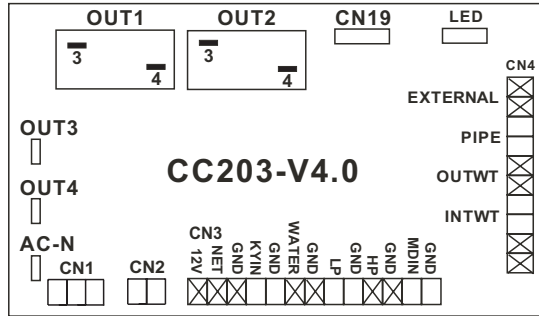 OUT1 OUT2 CN19 LED
3 4 3 4
CN4
EXTERNAL
PIPE
OUTWT
INTWT
OUT3
CC203-V4.0
OUT4
AC-N
CN1 CN2 CN3
12V NET GND KYIN GND WATER GND LP GND HP GND MDIN GND